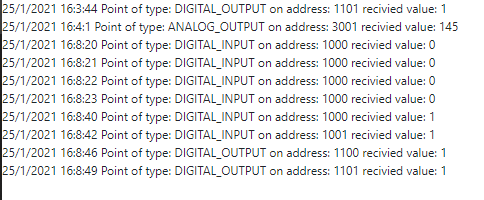 25/1/2021 16:3:44 Point of type: DIGITAL_OUTPUT on address: 1101 recivied value: 1
25/1/2021 16:4:1 Point of type: ANALOG_OUTPUT on address: 3001 recivied value: 145
25/1/2021 16:8:20 Point of type: DIGITAL_INPUT on address: 1000 recivied value: 0
25/1/2021 16:8:21 Point of type: DIGITAL_INPUT on address: 1000 recivied value: 0
25/1/2021 16:8:22 Point of type: DIGITAL_INPUT on address: 1000 recivied value: 0
25/1/2021 16:8:23 Point of type: DIGITAL_INPUT on address: 1000 recivied value: 0
25/1/2021 16:8:40 Point of type: DIGITAL_INPUT on address: 1000 recivied value: 1
25/1/2021 16:8:42 Point of type: DIGITAL_INPUT on address: 1001 recivied value: 1
25/1/2021 16:8:46 Point of type: DIGITAL_OUTPUT on address: 1100 recivied value: 1
25/1/2021 16:8:49 Point of type: DIGITAL_OUTPUT on address: 1101 recivied value: 1